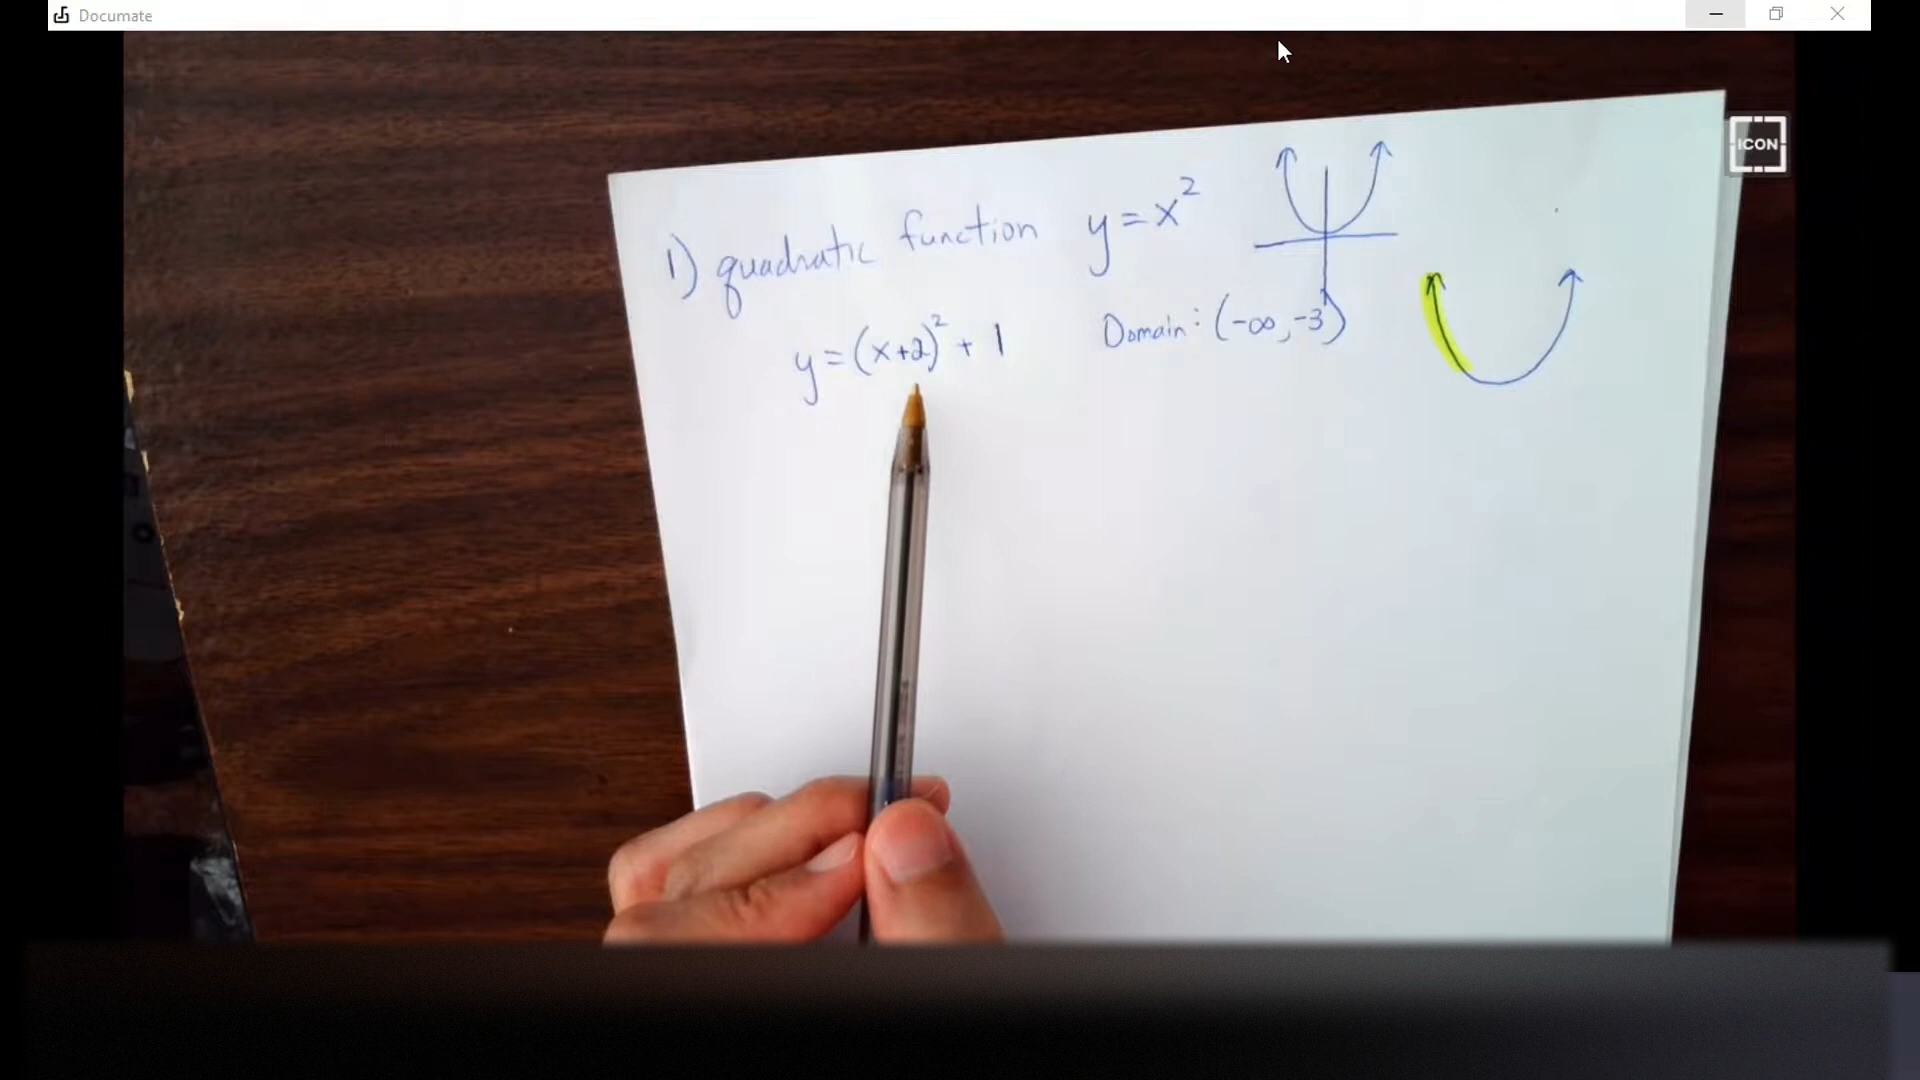 Documate
ICON
1) quadratic function y = x²
y = (x+2)² + 1 Domain: (-∞, -3)